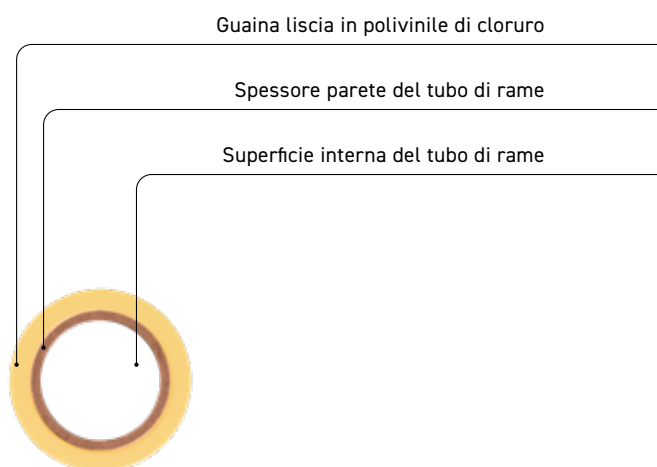 Guaina liscia in polivinile di cloruro
Spessore parete del tubo di rame
Superficie interna del tubo di rame